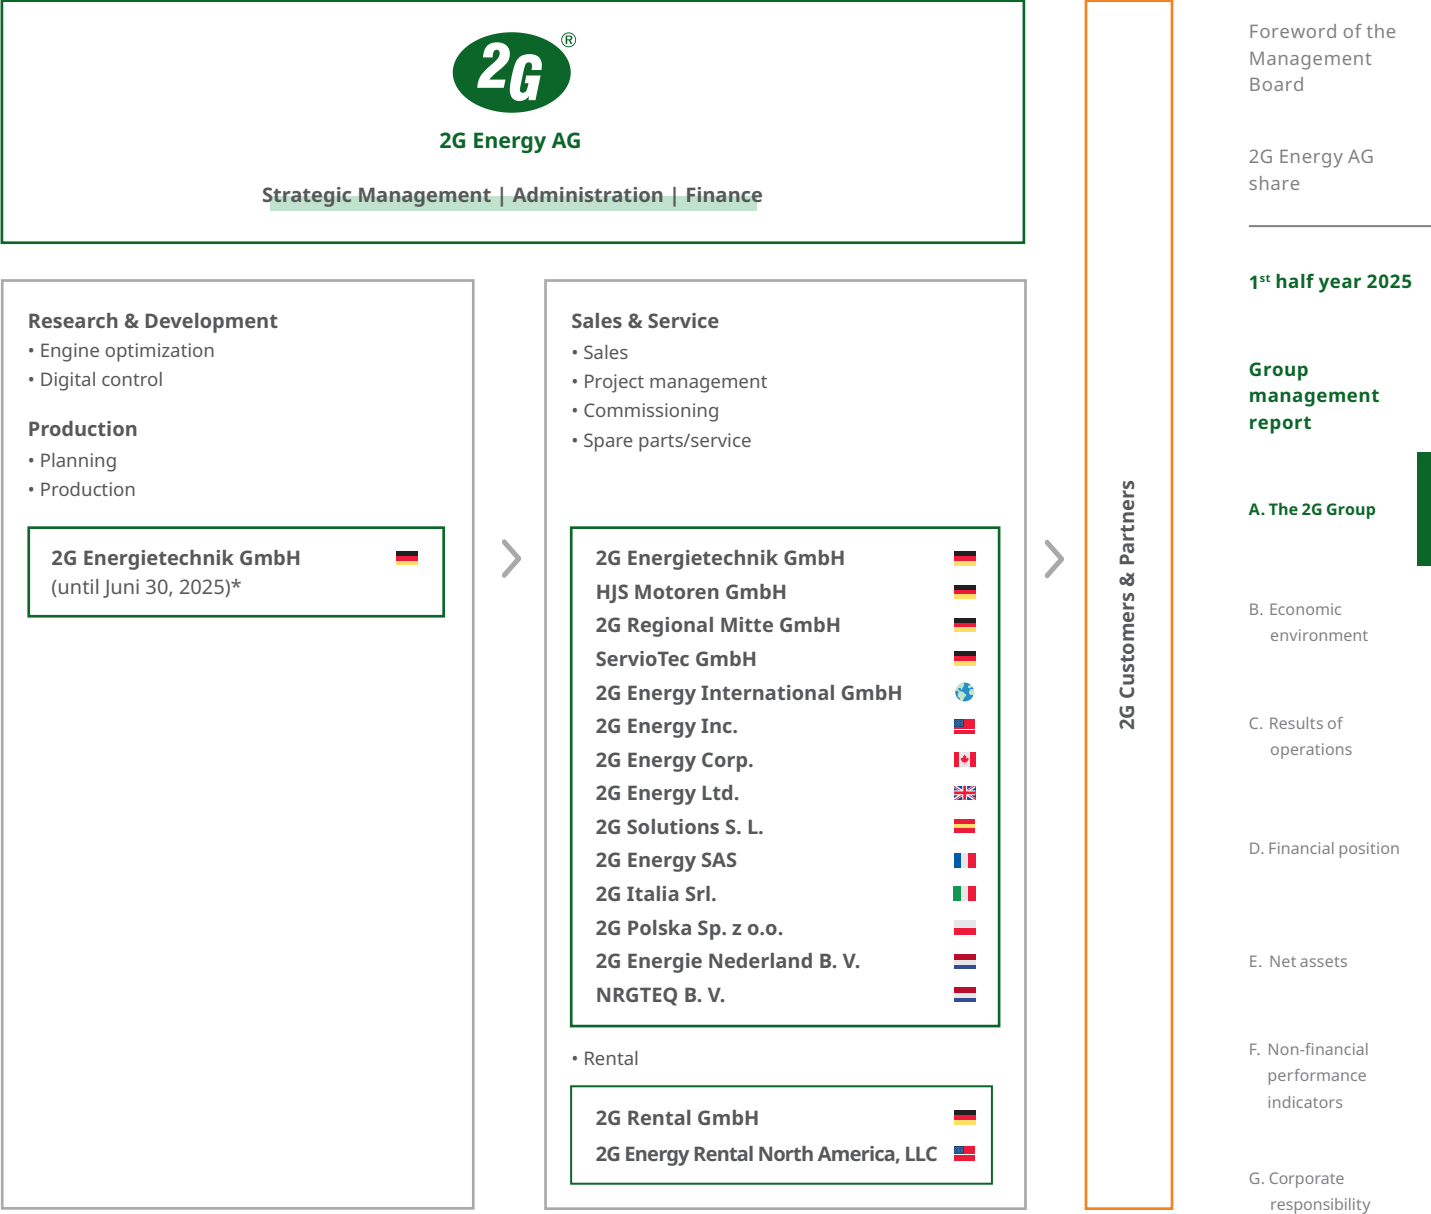 2G®
2G Energy AG
Strategic Management | Administration | Finance
Research & Development
• Engine optimization
• Digital control
Production
• Planning
• Production
2G Energietechnik GmbH
(until Juni 30, 2025)*
Sales & Service
• Sales
• Project management
• Commissioning
• Spare parts/service
2G Energietechnik GmbH
HJS Motoren GmbH
2G Regional Mitte GmbH
ServioTec GmbH
2G Energy International GmbH
2G Energy Inc.
2G Energy Corp.
2G Energy Ltd.
2G Solutions S. L.
2G Energy SAS
2G Italia Srl.
2G Polska Sp. z o.o.
2G Energie Nederland B. V.
NRGTEQ B. V.
• Rental
2G Rental GmbH
2G Energy Rental North America, LLC
2G Customers & Partners
Foreword of the
Management
Board
2G Energy AG
share
1st half year 2025
Group
management
report
A. The 2G Group
B. Economic
environment
C. Results of
operations
D. Financial position
E. Net assets
F. Non-financial
performance
indicators
G. Corporate
responsibility